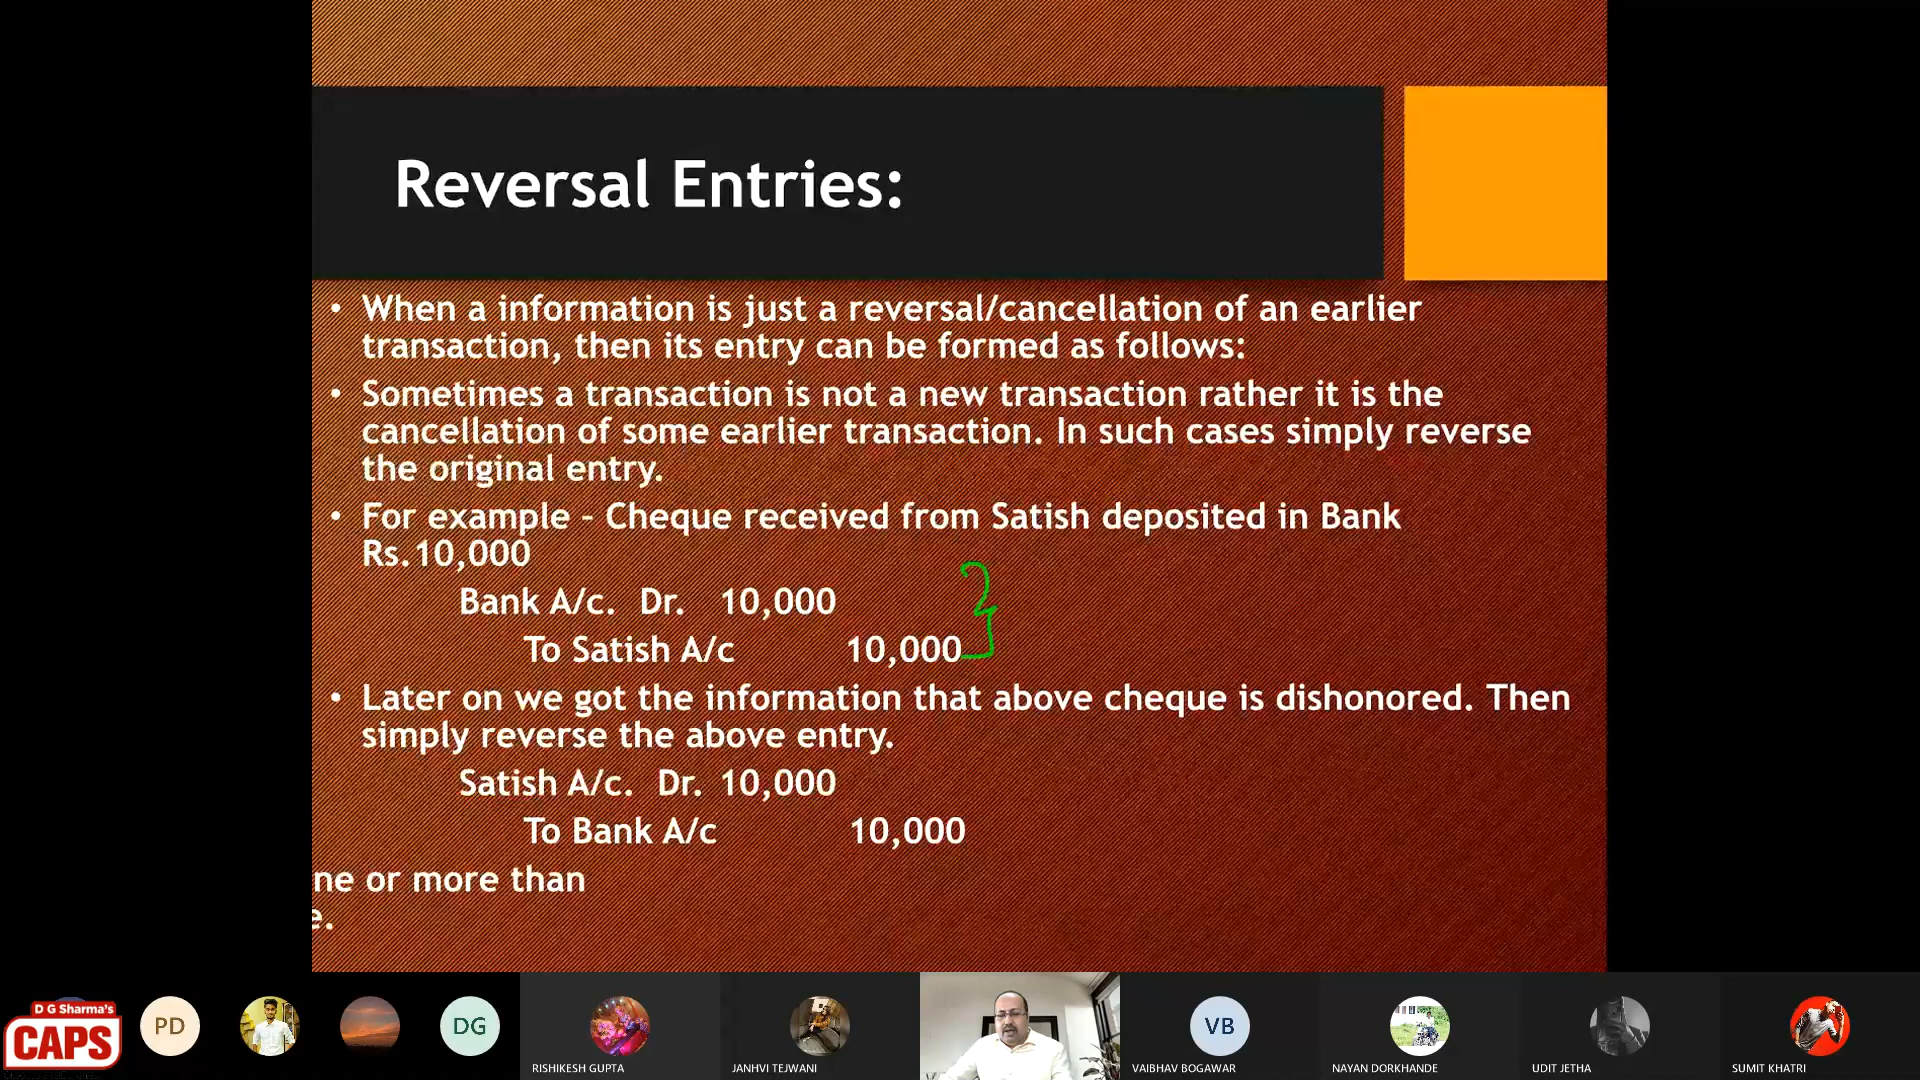 Reversal Entries:
• When a information is just a reversal/cancellation of an earlier
transaction, then its entry can be formed as follows:
• Sometimes a transaction is not a new transaction rather it is the
cancellation of some earlier transaction. In such cases simply reverse
the original entry.
• For example – Cheque received from Satish deposited in Bank
Rs.10,000
Bank A/c. Dr. 10,000
To Satish A/c 10,000
• Later on we got the information that above cheque is dishonored. Then
simply reverse the above entry.
Satish A/c. Dr. 10,000
To Bank A/c 10,000
ne or more than
e.
D G Sharma's
CAPS
PD
DG
RISHIKESH GUPTA
JANHVI TEJWANI
VB
VAIBHAV BOGAWAR
NAYAN DORKHANDE
UDIT JETHA
SUMIT KHATRI